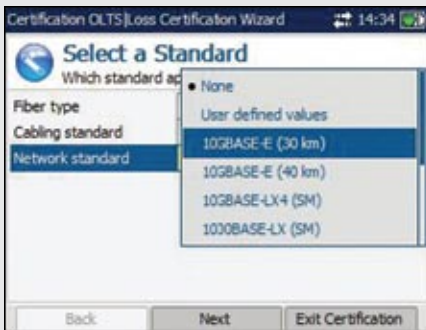 Certification OLTS|Loss Certification Wizard 14:34
Select a Standard
Which standard ap
Fiber type
Cabling standard
Network standard
• None
User defined values
10GBASE-E (30 km)
10GBASE-E (40 km)
10GBASE-LX4 (SM)
1000BASE-LX (SM)
Back
Next
Exit Certification